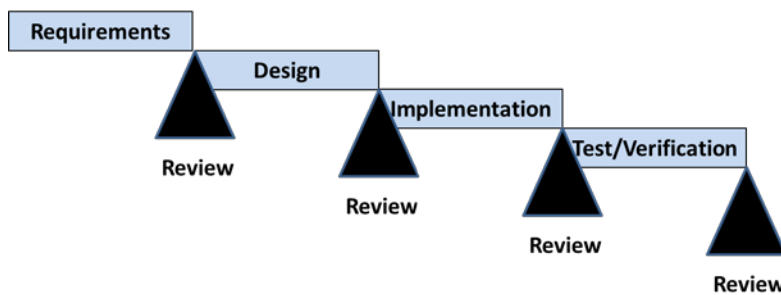 Requirements
Design
Implementation
Test/Verification
Review
Review
Review
Review